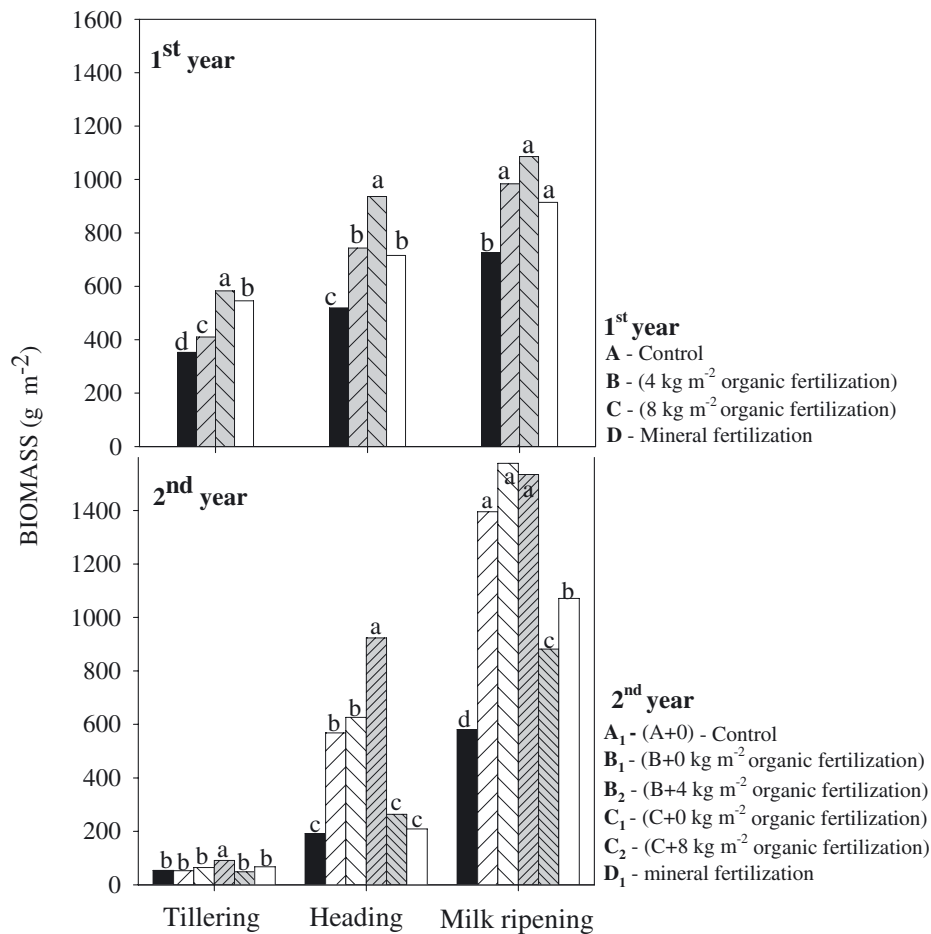 BIOMASS (g m-2)
1600
1400
1200
1000
800
600
400
200
0
1st year
d c a b
c b a b
b a a a
1st year
A - Control
B - (4 kg m-2 organic fertilization)
C - (8 kg m-2 organic fertilization)
D - Mineral fertilization
1400
1200
1000
800
600
400
200
0
2nd year
b b b a b b
c b b a c c
d a a a c b
2nd year
A1 - (A+0) - Control
B1 - (B+0 kg m-2 organic fertilization)
B2 - (B+4 kg m-2 organic fertilization)
C1 - (C+0 kg m-2 organic fertilization)
C2 - (C+8 kg m-2 organic fertilization)
D1 - mineral fertilization
Tillering Heading Milk ripening